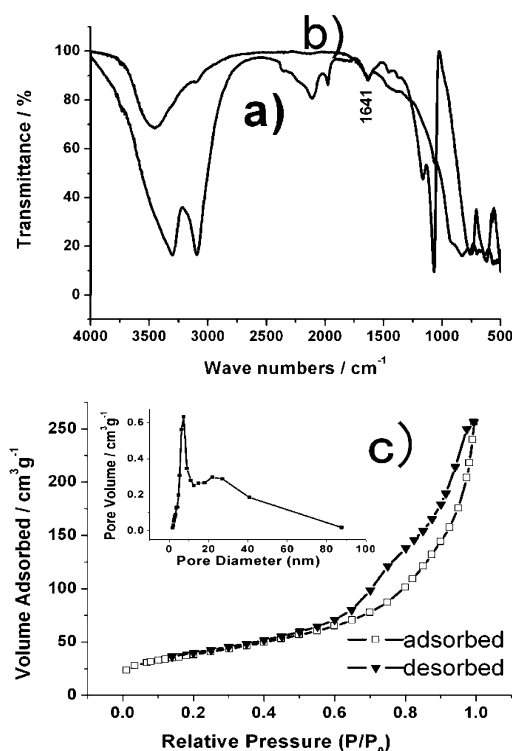 b)
a)
1641
Transmittance / %
100
80
60
40
20
0
4000 3500 3000 2500 2000 1500 1000 500
Wave numbers / cm⁻¹
c)
Volume Adsorbed / cm³g⁻¹
250
200
150
100
50
0
Pore Volume / cm³g⁻¹
0.6
0.4
0.2
0.0
0 20 40 60 80 100
Pore Diameter (nm)
adsorbed
desorbed
0.0 0.2 0.4 0.6 0.8 1.0
Relative Pressure (P/P₀)